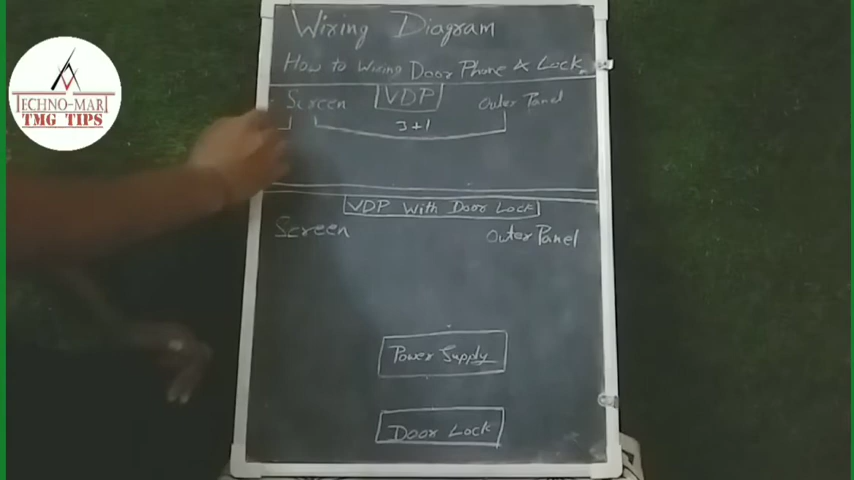 TECHNO-MART
TMG TIPS
Wiring Diagram
How to Wiring Door Phone & Lock
Screen VDP Outer Panel
3+1
VDP With Door Lock
Screen Outer Panel
Power Supply
Door Lock